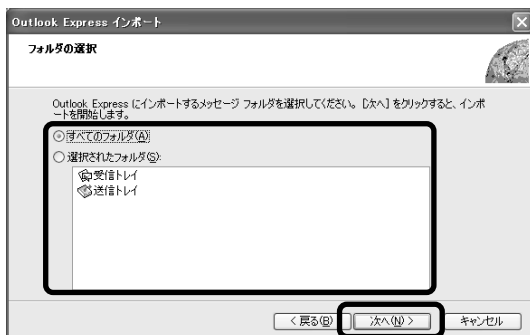 Outlook Express インポート
フォルダの選択
Outlook Express にインポートするメッセージ フォルダを選択してください。[次へ] をクリックすると、インポ
ートを開始します。
すべてのフォルダ(A)
選択されたフォルダ(S):
受信トレイ
送信トレイ
< 戻る(B)
次へ(N) >
キャンセル